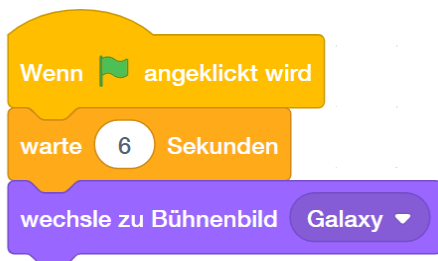 Wenn angeklickt wird
warte 6 Sekunden
wechsle zu Bühnenbild Galaxy